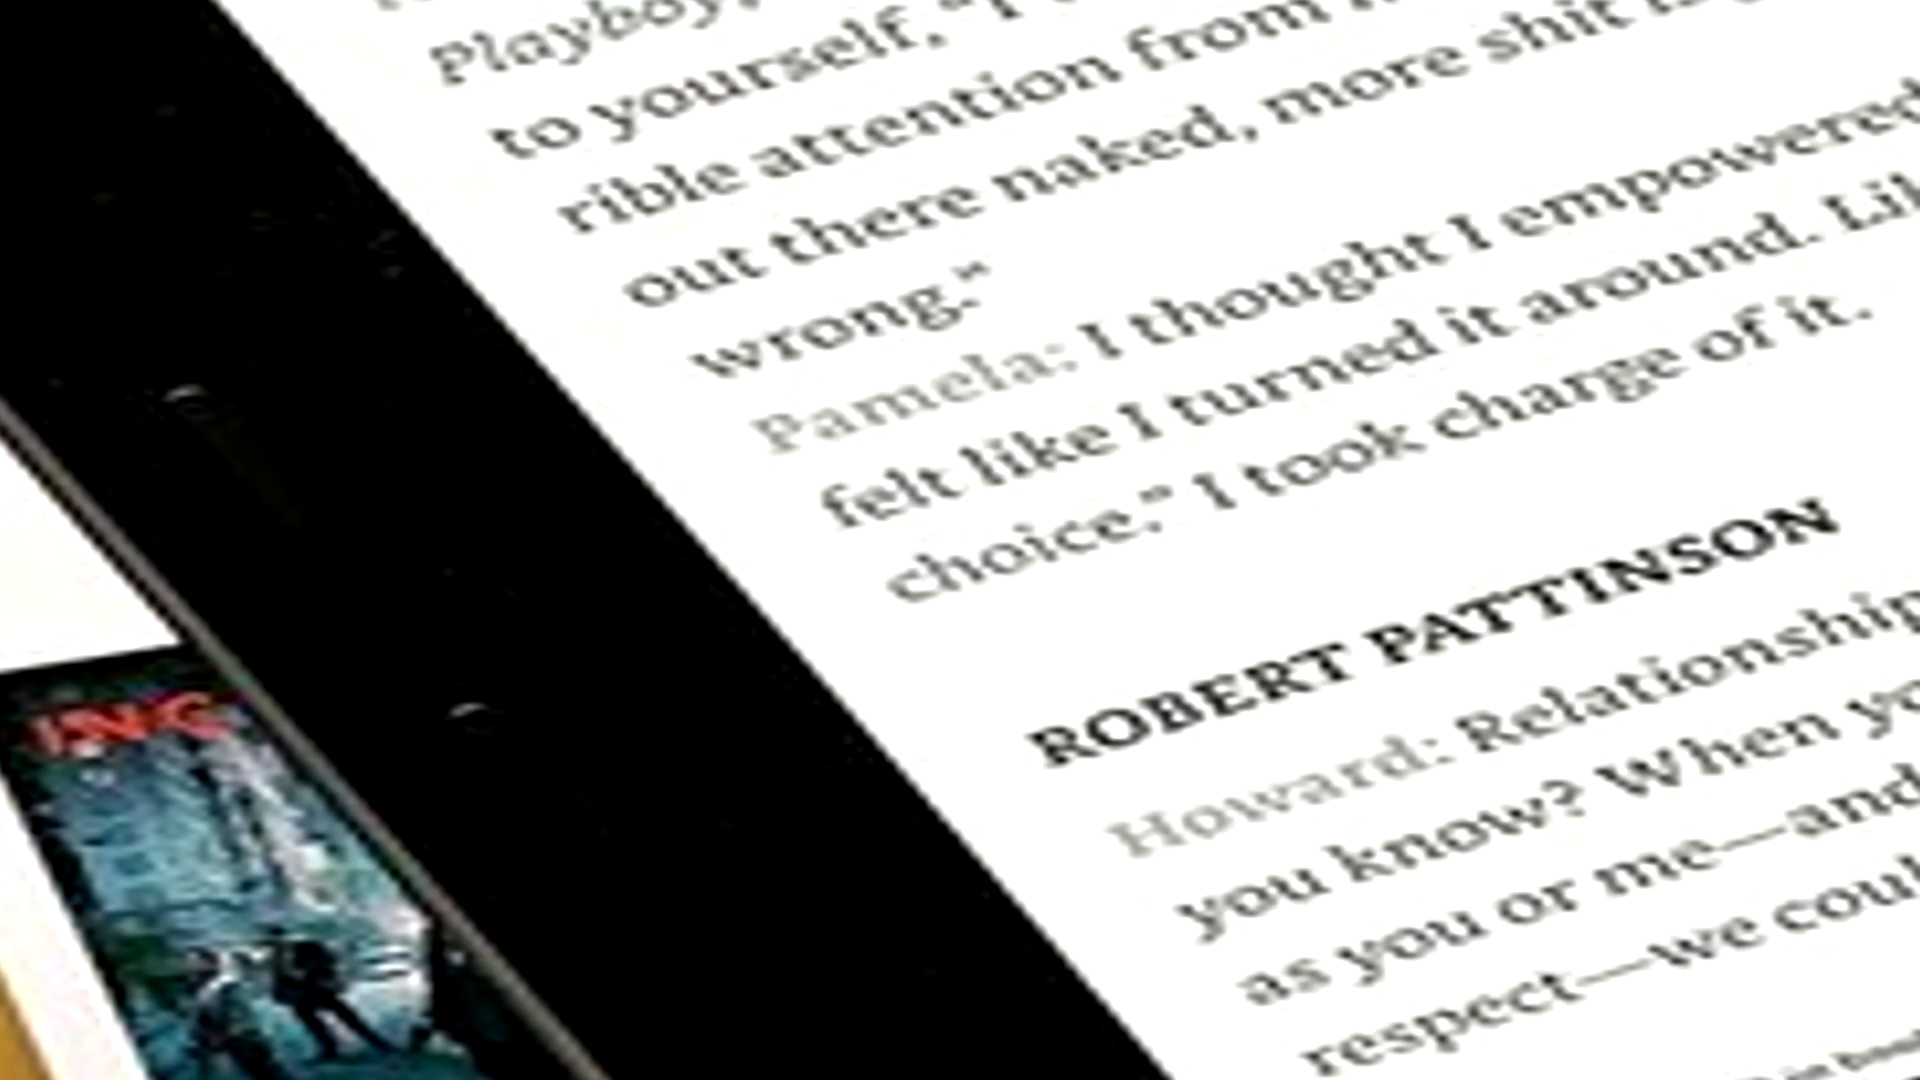 Playboy,
to yourself, "I
rible attention from
out there naked, more shit is
wrong."
Pamela: I thought I empowered
felt like I turned it around. Lik
choice." I took charge of it.
ROBERT PATTINSON
Howard: Relationship
you know? When yo
as you or me—and
respect—we coul